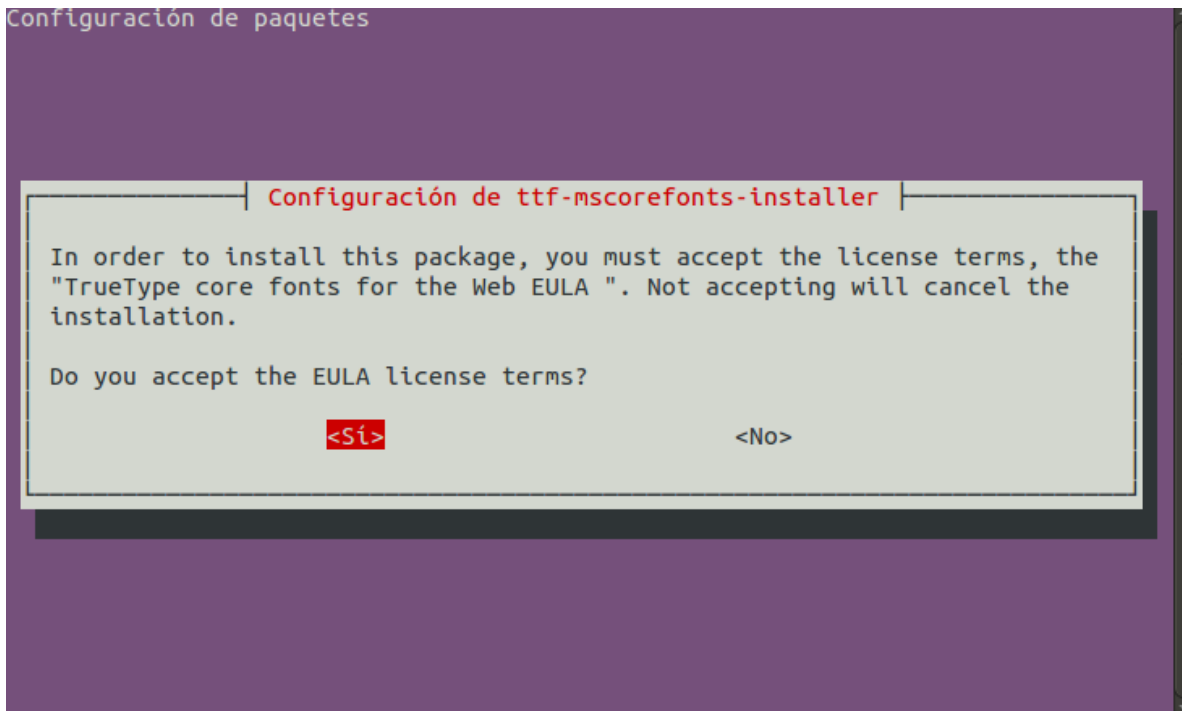 Configuración de paquetes
Configuración de ttf-mscorefonts-installer
In order to install this package, you must accept the license terms, the
"TrueType core fonts for the Web EULA ". Not accepting will cancel the
installation.
Do you accept the EULA license terms?
<Sí> <No>